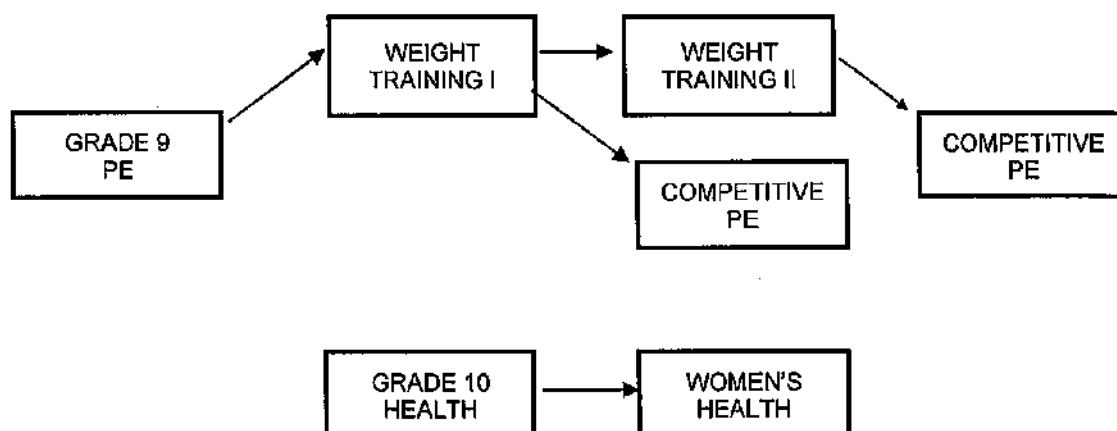 WEIGHT
TRAINING I
WEIGHT
TRAINING II
GRADE 9
PE
COMPETITIVE
PE
COMPETITIVE
PE
GRADE 10
HEALTH
WOMEN'S
HEALTH